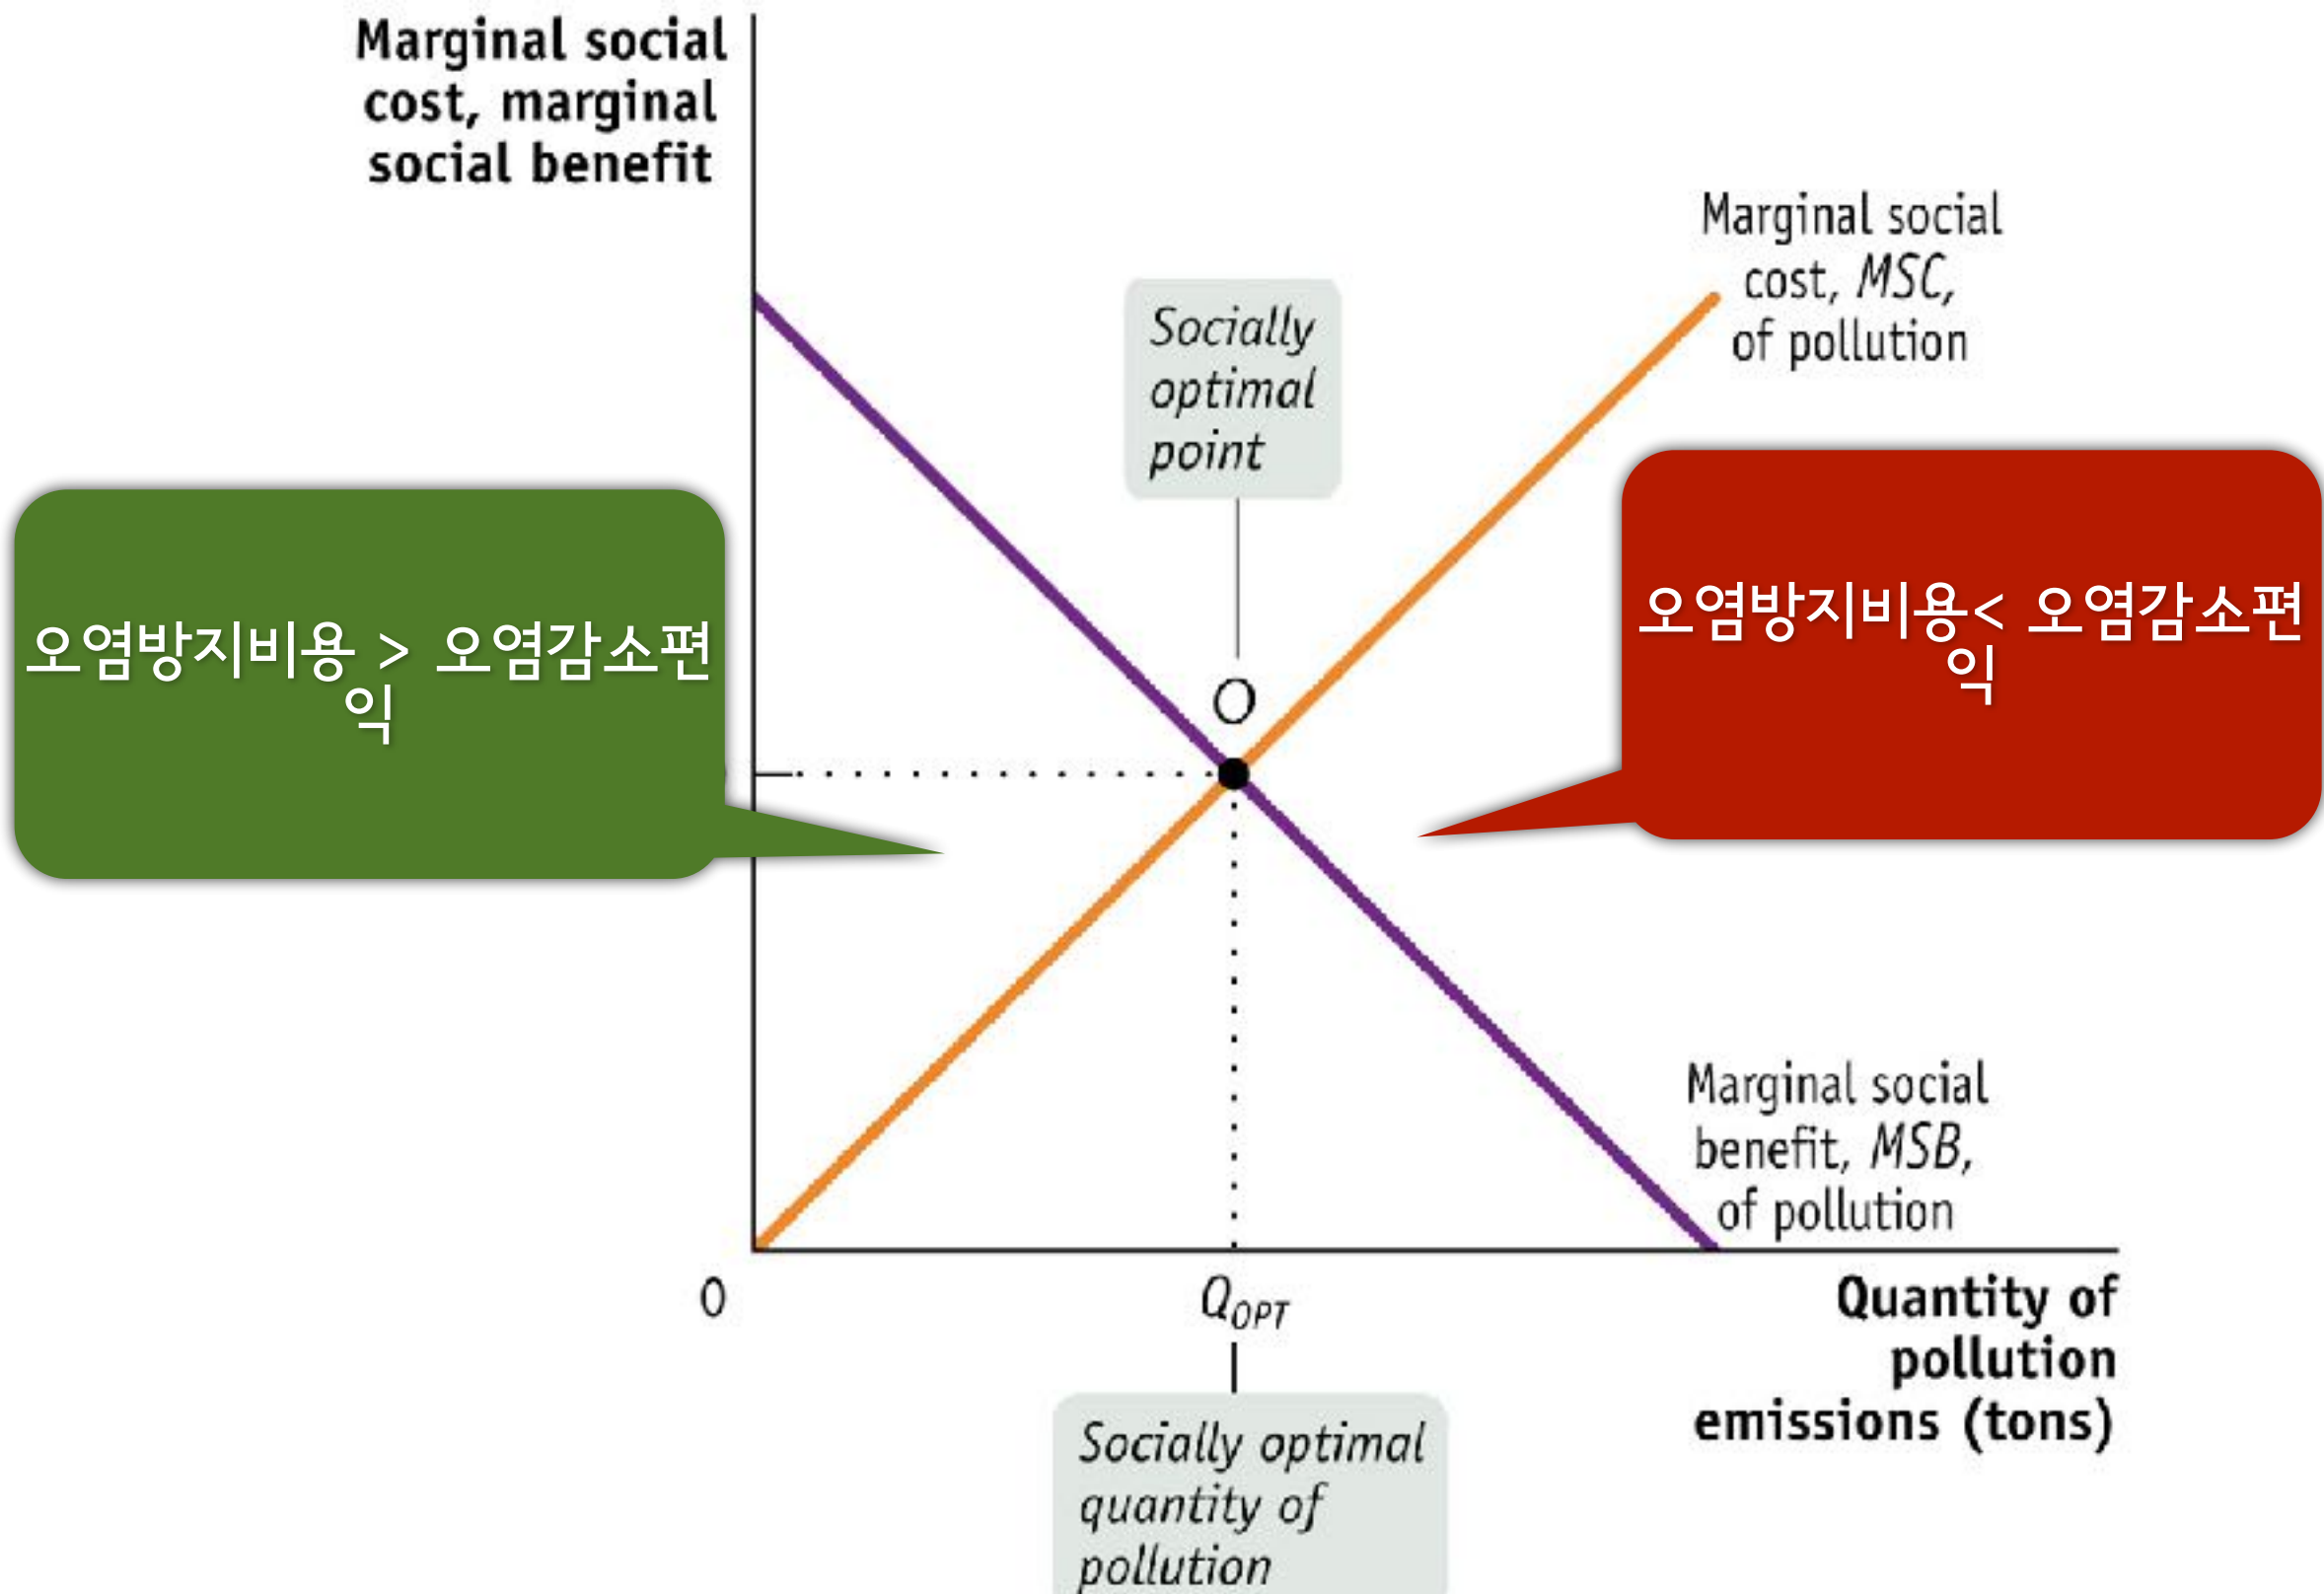 Marginal social
cost, marginal
social benefit
Marginal social
cost, MSC,
of pollution
Socially
optimal
point
오염방지비용 > 오염감소편
익
오염방지비용< 오염감소편
익
O
Marginal social
benefit, MSB,
of pollution
0
QOPT
Quantity of
pollution
emissions (tons)
Socially optimal
quantity of
pollution